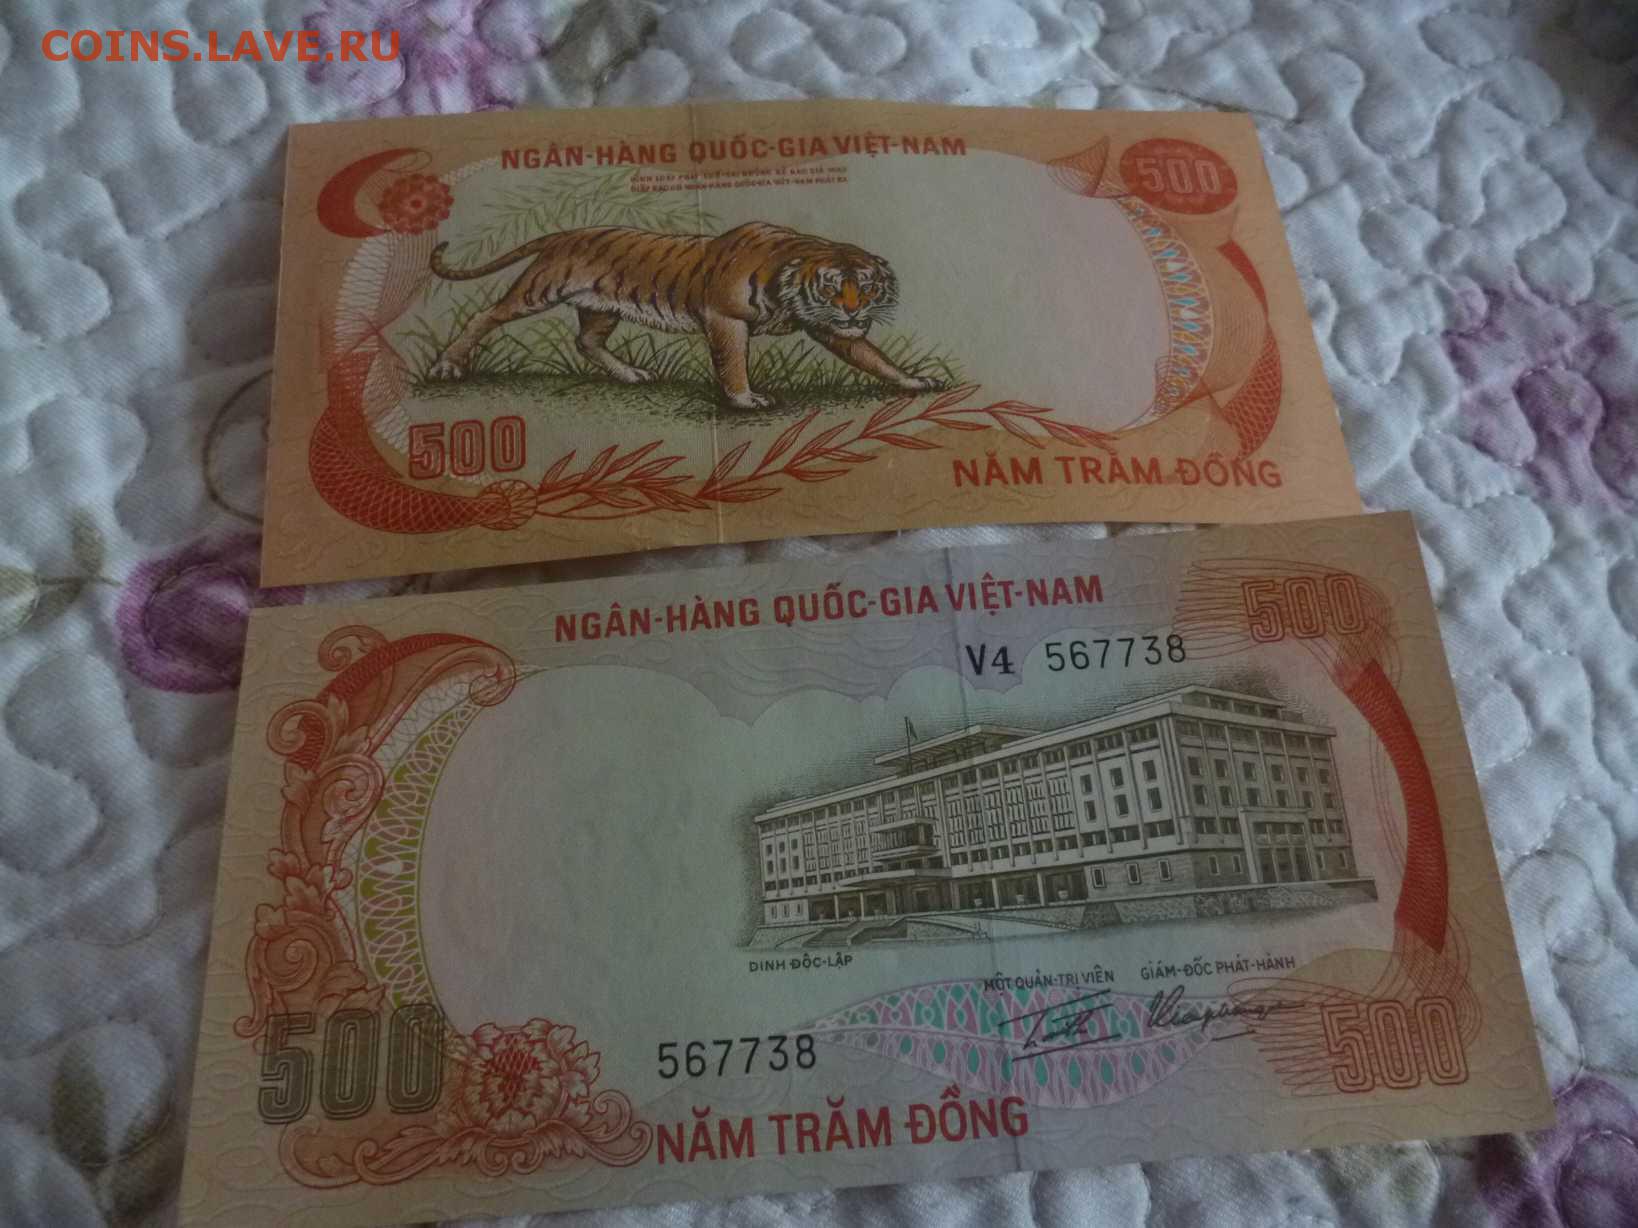 COINS.LAVE.RU
NGÂN-HÀNG QUỐC-GIA VIỆT-NAM
500
500
NĂM TRĂM ĐỒNG
NGÂN-HÀNG QUỐC-GIA VIỆT-NAM
500
V4 567738
DINH ĐỘC-LẬP
MỘT QUẢN-TRỊ VIÊN GIÁM-ĐỐC PHÁT-HÀNH
500
500
567738
NĂM TRĂM ĐỒNG